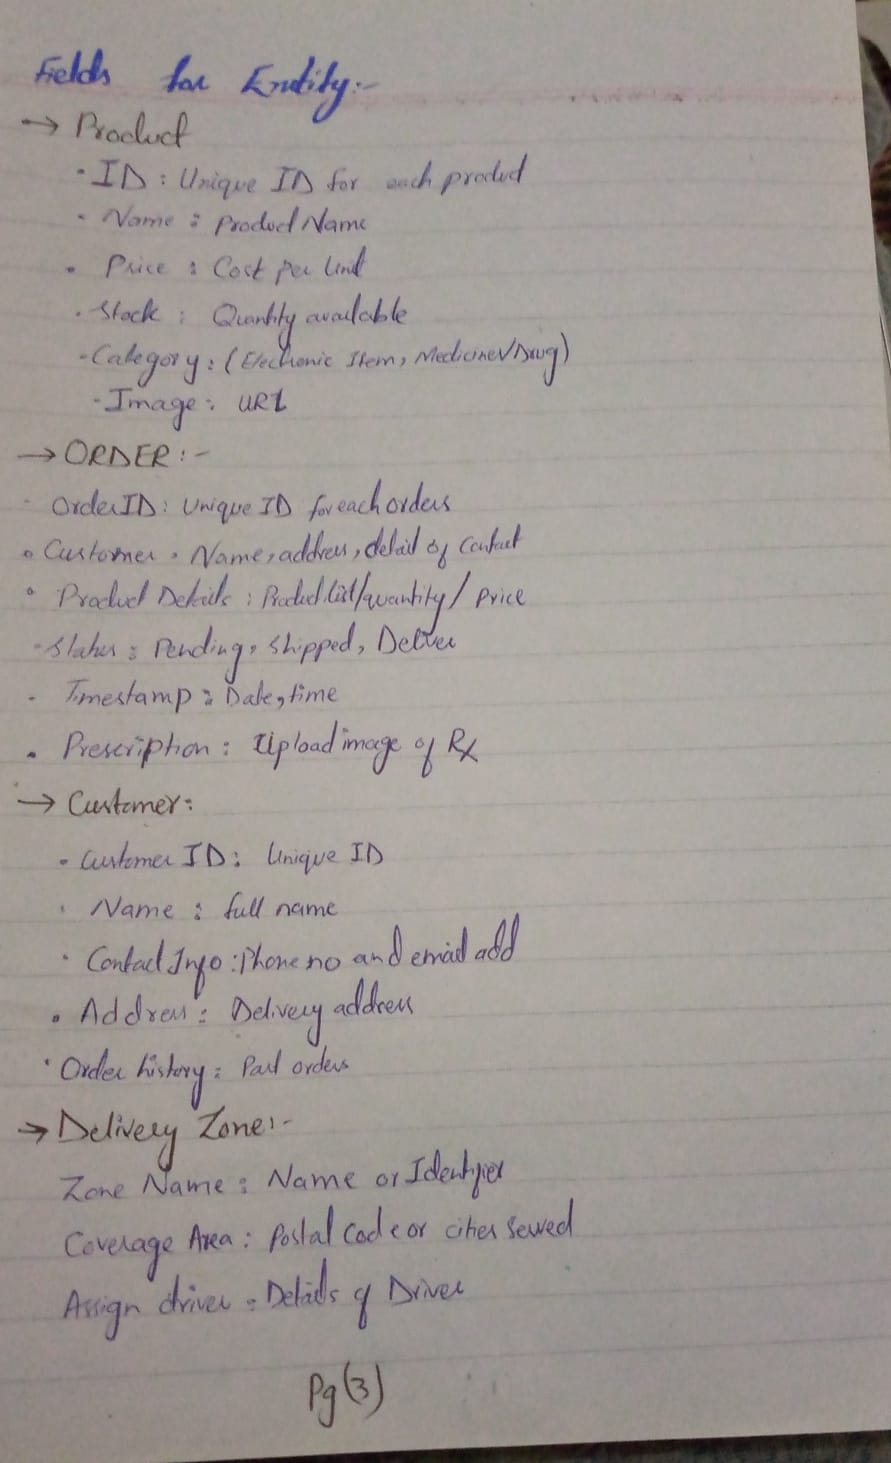 Fields for Entity:-
→ Product
· ID : Unique ID for each product
· Name : Product Name
· Price : Cost per Unit
· Stock : Quantity available
· Category : (Electronic Item, Medicine/Drug)
· Image : URL
→ ORDER :-
· OrderID : Unique ID for each orders
· Customer : Name, address, detail of Contact
· Product Details : Product list/quantity/ Price
· Status : Pending, Shipped, Deliver
· Timestamp : Date, time
· Prescription : Upload image of Rx
→ Customer :
· Customer ID : Unique ID
· Name : full name
· Contact Info : Phone no and email add
· Address : Delivery address
· Order history : Past orders
→ Delivery Zone :-
Zone Name : Name or Identifier
Coverage Area : Postal Code or cities Served
Assign driver : Details of Driver
Pg (3)